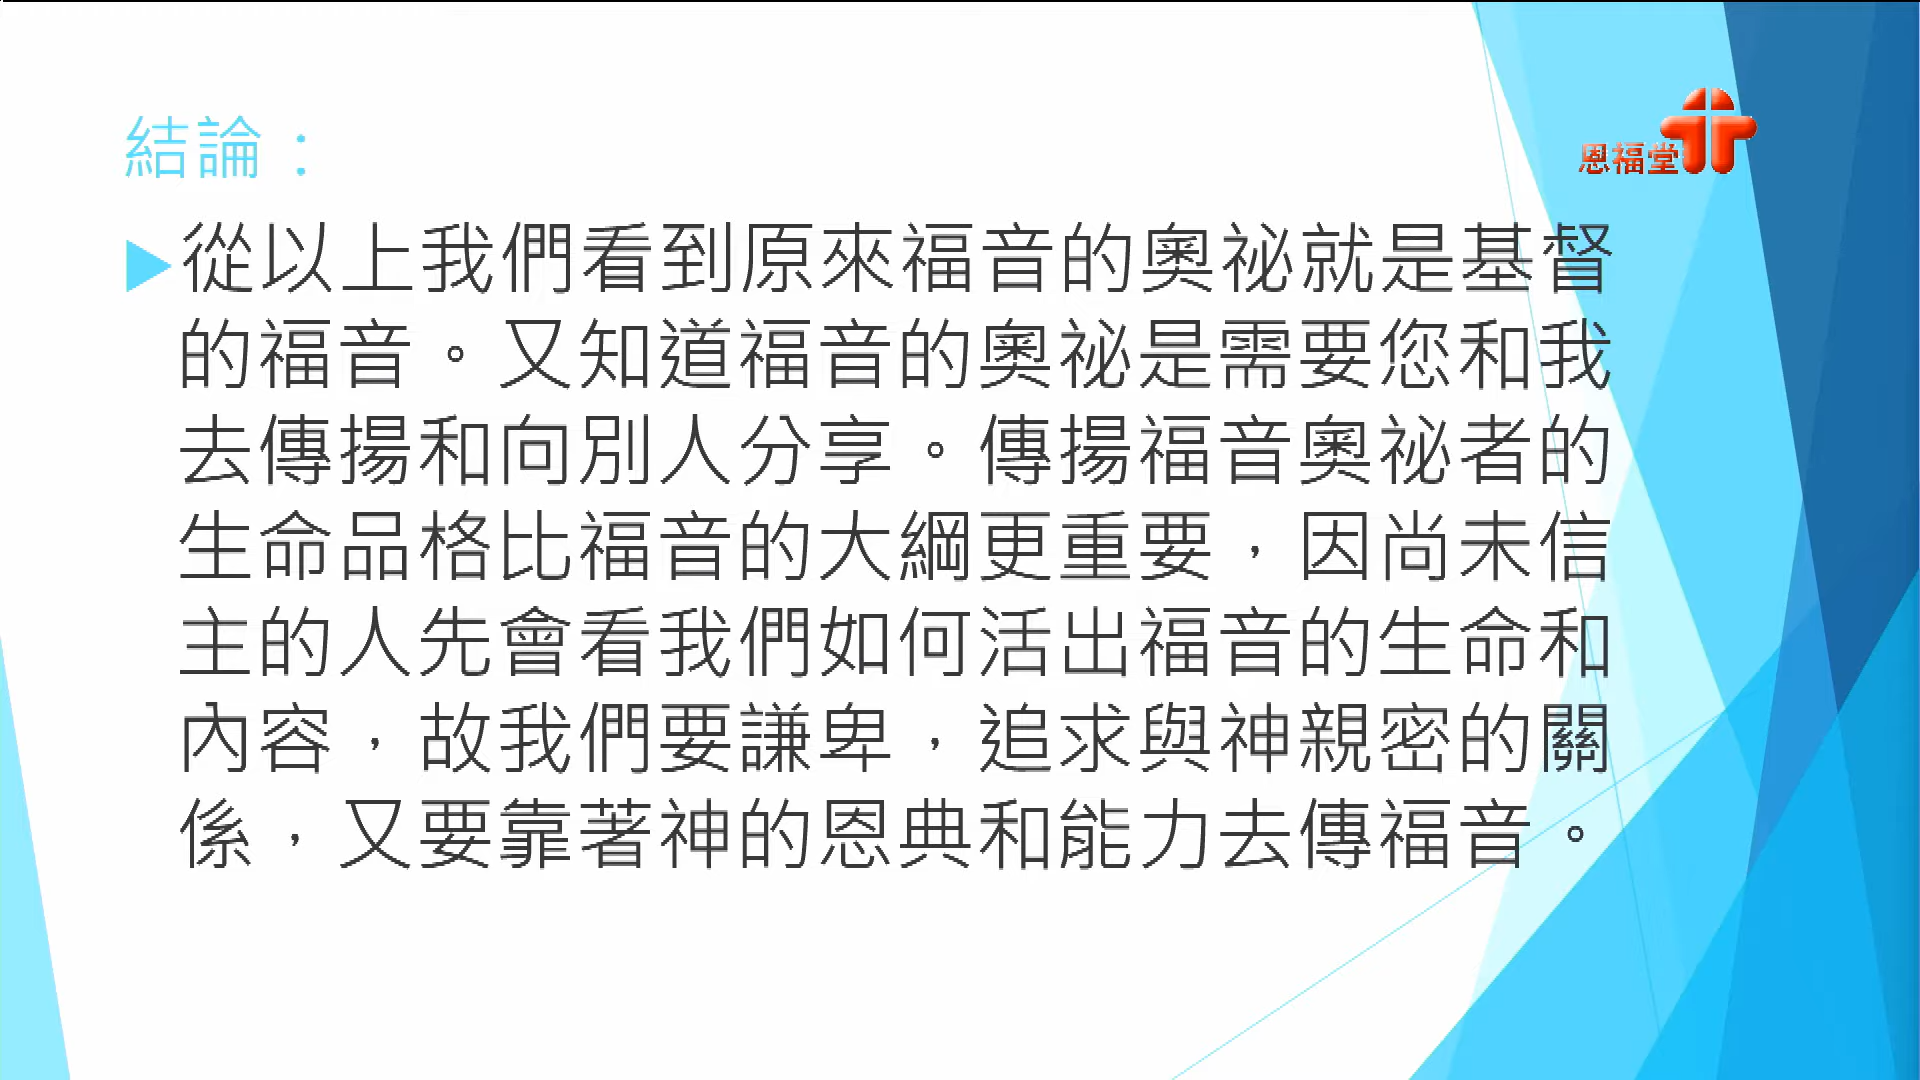 結論：
恩福堂
從以上我們看到原來福音的奧祕就是基督
的福音。又知道福音的奧祕是需要您和我
去傳揚和向別人分享。傳揚福音奧祕者的
生命品格比福音的大綱更重要，因尚未信
主的人先會看我們如何活出福音的生命和
內容，故我們要謙卑，追求與神親密的關
係，又要靠著神的恩典和能力去傳福音。